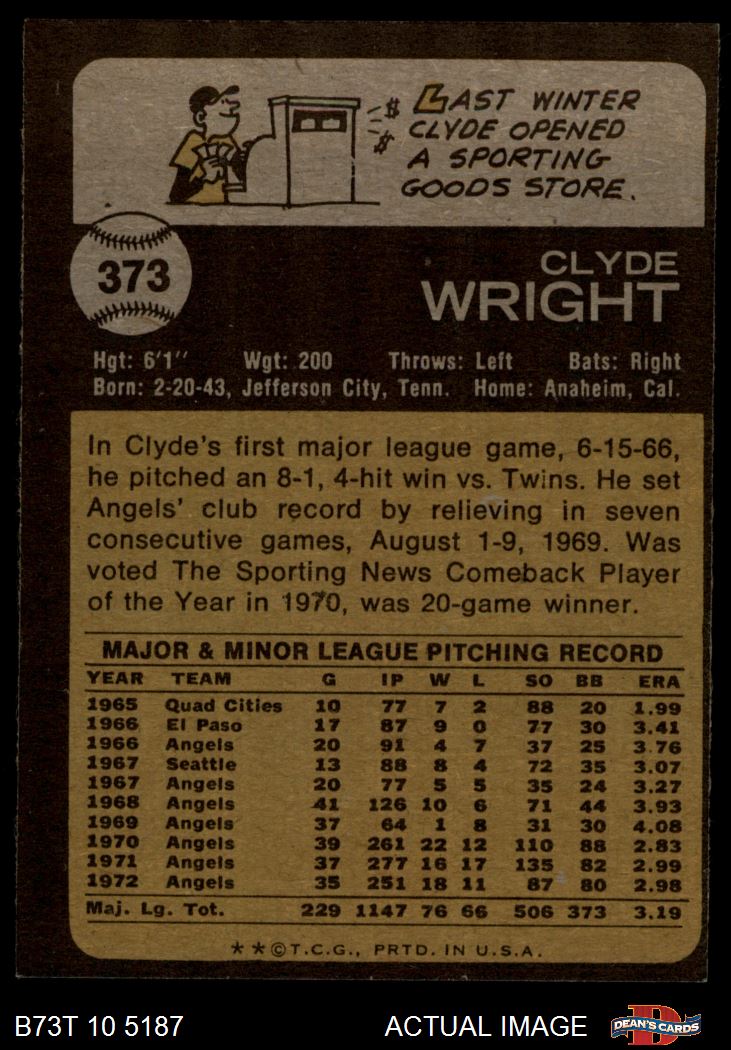 $ LAST WINTER
$ CLYDE OPENED
A SPORTING
GOODS STORE.
373
CLYDE
WRIGHT
Hgt: 6'1" Wgt: 200 Throws: Left Bats: Right
Born: 2-20-43, Jefferson City, Tenn. Home: Anaheim, Cal.
In Clyde's first major league game, 6-15-66,
he pitched an 8-1, 4-hit win vs. Twins. He set
Angels' club record by relieving in seven
consecutive games, August 1-9, 1969. Was
voted The Sporting News Comeback Player
of the Year in 1970, was 20-game winner.
MAJOR & MINOR LEAGUE PITCHING RECORD
YEAR TEAM G IP W L SO BB ERA
1965 Quad Cities 10 77 7 2 88 20 1.99
1966 El Paso 17 87 9 0 77 30 3.41
1966 Angels 20 91 4 7 37 25 3.76
1967 Seattle 13 88 8 4 72 35 3.07
1967 Angels 20 77 5 5 35 24 3.27
1968 Angels 41 126 10 6 71 44 3.93
1969 Angels 37 64 1 8 31 30 4.08
1970 Angels 39 261 22 12 110 88 2.83
1971 Angels 37 277 16 17 135 82 2.99
1972 Angels 35 251 18 11 87 80 2.98
Maj. Lg. Tot. 229 1147 76 66 506 373 3.19
**©T.C.G., PRTD. IN U.S.A.
B73T 10 5187 ACTUAL IMAGE D DEAN'S CARDS